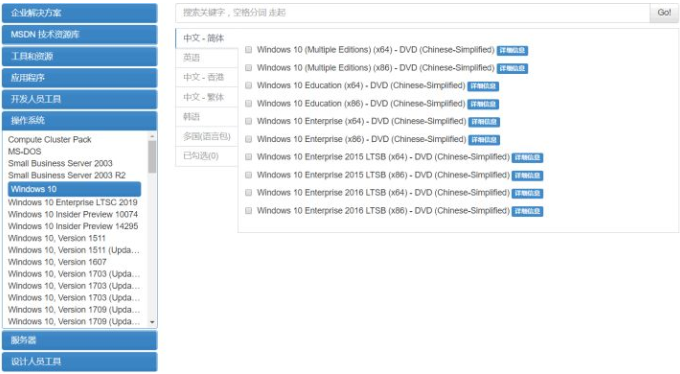 企业解决方案
MSDN 技术资源库
工具和资源
应用程序
开发人员工具
操作系统
Compute Cluster Pack
MS-DOS
Small Business Server 2003
Small Business Server 2003 R2
Windows 10
Windows 10 Enterprise LTSC 2019
Windows 10 Insider Preview 10074
Windows 10 Insider Preview 14295
Windows 10, Version 1511
Windows 10, Version 1511 (Upda...
Windows 10, Version 1607
Windows 10, Version 1703 (Upda...
Windows 10, Version 1703 (Upda...
Windows 10, Version 1703 (Upda...
Windows 10, Version 1709 (Upda...
Windows 10, Version 1709 (Upda...
服务器
设计人员工具
搜索关键字，空格分词 连起
Go!
中文 - 简体
英语
中文 - 香港
中文 - 繁体
韩语
多国(语言包)
已勾选(0)
Windows 10 (Multiple Editions) (x64) - DVD (Chinese-Simplified) 详细信息
Windows 10 (Multiple Editions) (x86) - DVD (Chinese-Simplified) 详细信息
Windows 10 Education (x64) - DVD (Chinese-Simplified) 详细信息
Windows 10 Education (x86) - DVD (Chinese-Simplified) 详细信息
Windows 10 Enterprise (x64) - DVD (Chinese-Simplified) 详细信息
Windows 10 Enterprise (x86) - DVD (Chinese-Simplified) 详细信息
Windows 10 Enterprise 2015 LTSB (x64) - DVD (Chinese-Simplified) 详细信息
Windows 10 Enterprise 2015 LTSB (x86) - DVD (Chinese-Simplified) 详细信息
Windows 10 Enterprise 2016 LTSB (x64) - DVD (Chinese-Simplified) 详细信息
Windows 10 Enterprise 2016 LTSB (x86) - DVD (Chinese-Simplified) 详细信息